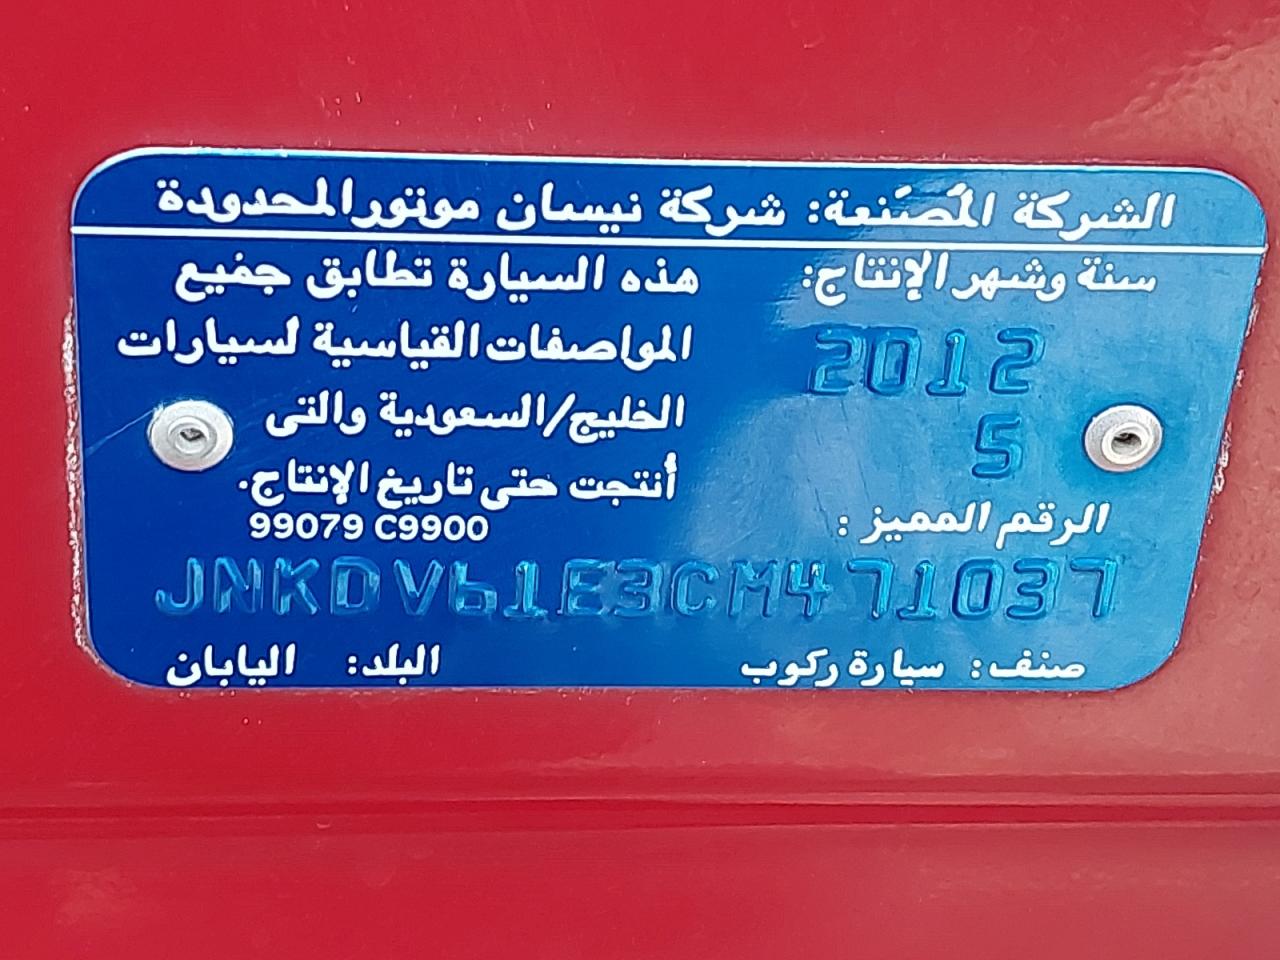 الشركة المُصنعة: شركة نيسان موتور المحدودة
سنة وشهر الإنتاج:
2012
5
هذه السيارة تطابق جميع
المواصفات القياسية لسيارات
الخليج/السعودية والتى
أنتجت حتى تاريخ الإنتاج.
99079 C9900
الرقم المميز :
JNKDV61E3CM471037
صنف: سيارة ركوب
البلد: اليابان